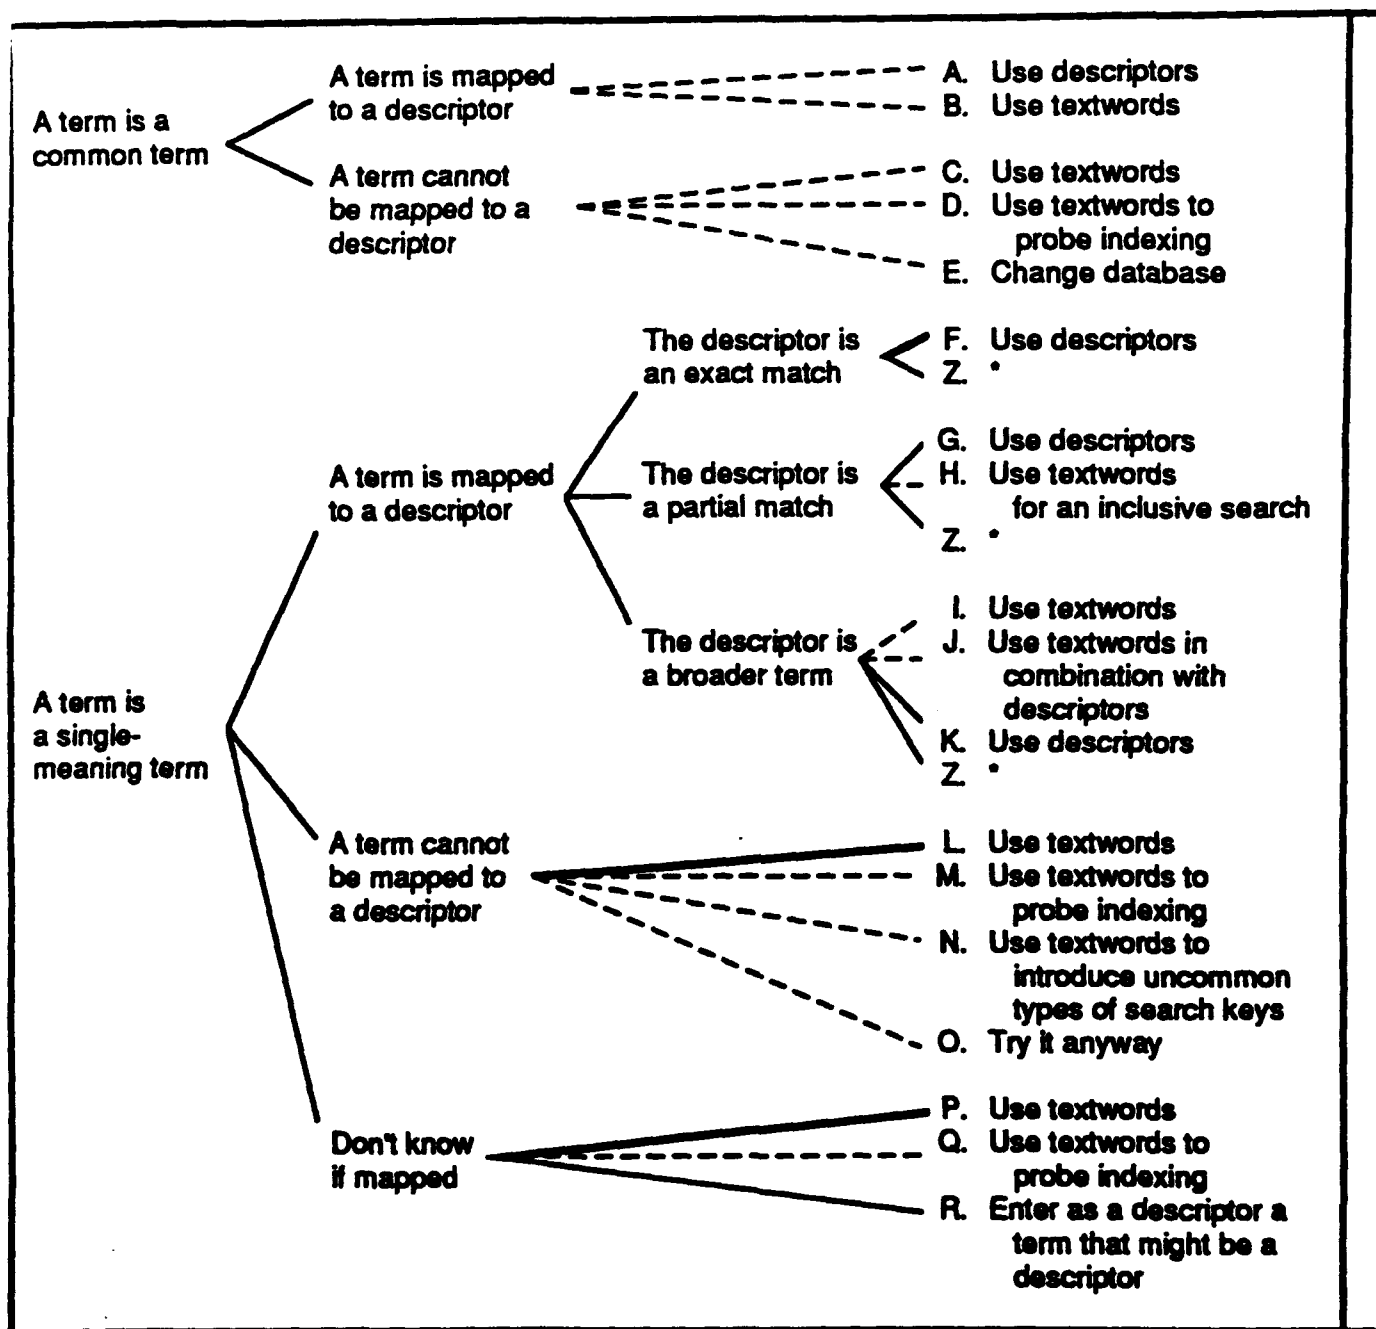 A term is a
common term
A term is mapped
to a descriptor
A. Use descriptors
B. Use textwords
A term cannot
be mapped to a
descriptor
C. Use textwords
D. Use textwords to
probe indexing
E. Change database
A term is
a single-
meaning term
A term is mapped
to a descriptor
The descriptor is
an exact match
F. Use descriptors
Z. *
The descriptor is
a partial match
G. Use descriptors
H. Use textwords
for an inclusive search
Z. *
The descriptor is
a broader term
I. Use textwords
J. Use textwords in
combination with
descriptors
K. Use descriptors
Z. *
A term cannot
be mapped to
a descriptor
L. Use textwords
M. Use textwords to
probe indexing
N. Use textwords to
introduce uncommon
types of search keys
O. Try it anyway
Don't know
if mapped
P. Use textwords
Q. Use textwords to
probe indexing
R. Enter as a descriptor a
term that might be a
descriptor